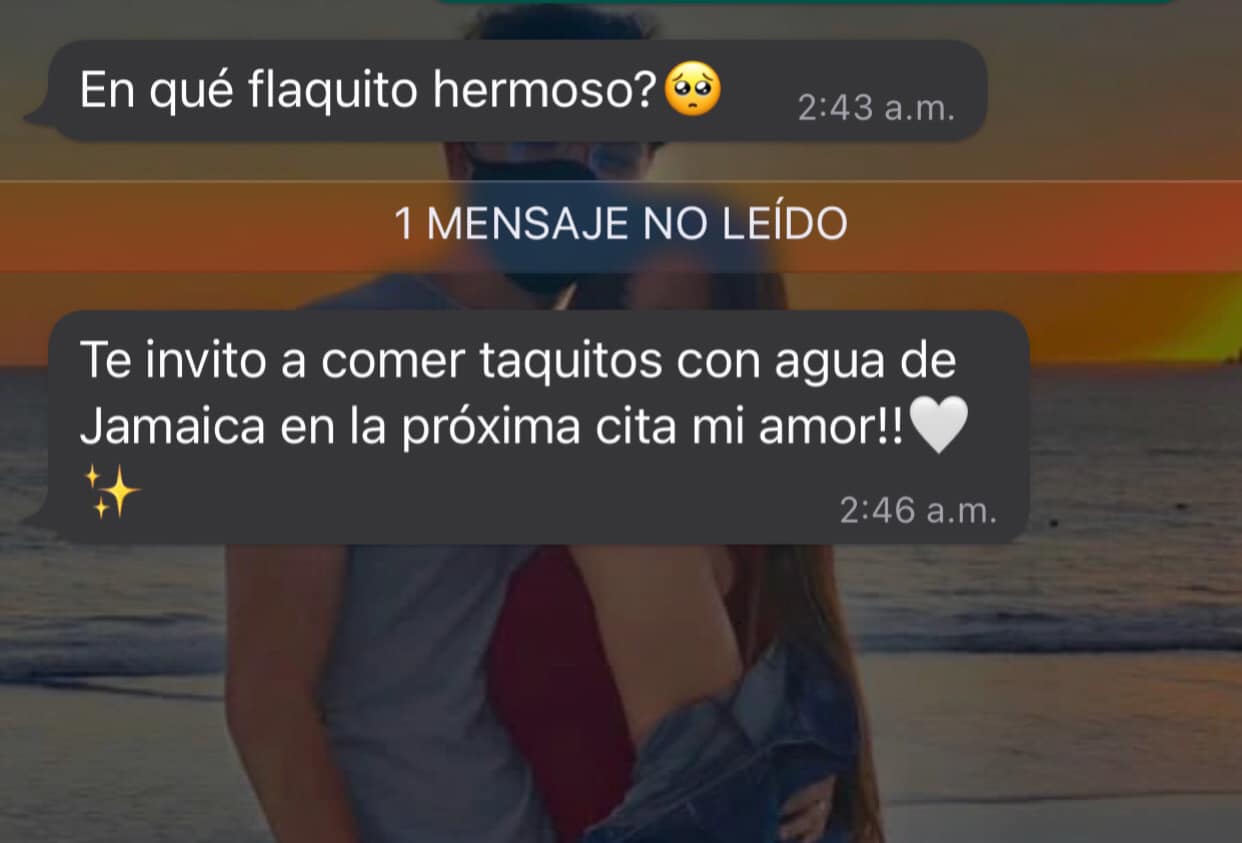 En qué flaquito hermoso?🥺
2:43 a.m.
1 MENSAJE NO LEÍDO
Te invito a comer taquitos con agua de
Jamaica en la próxima cita mi amor!!🤍
✨
2:46 a.m.